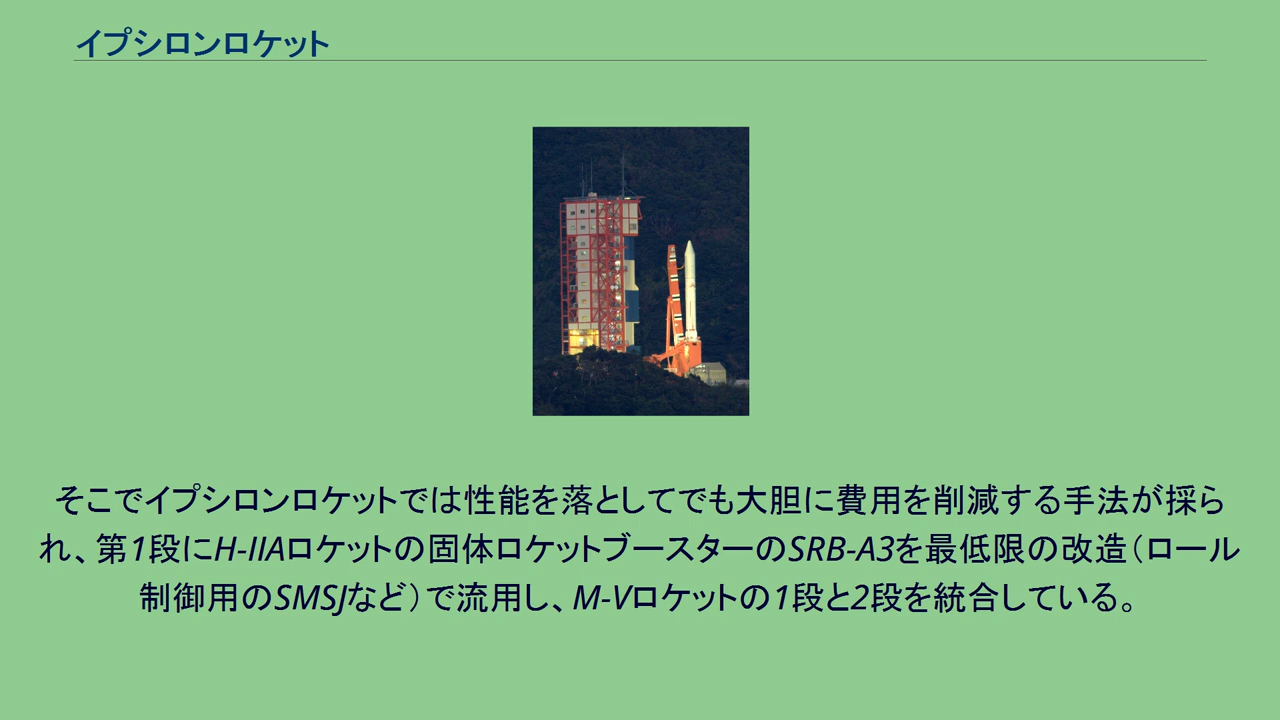 イプシロンロケット
そこでイプシロンロケットでは性能を落としてでも大胆に費用を削減する手法が採ら
れ、第1段にH-IIAロケットの固体ロケットブースターのSRB-A3を最低限の改造（ロール
制御用のSMSJなど）で流用し、M-Vロケットの1段と2段を統合している。